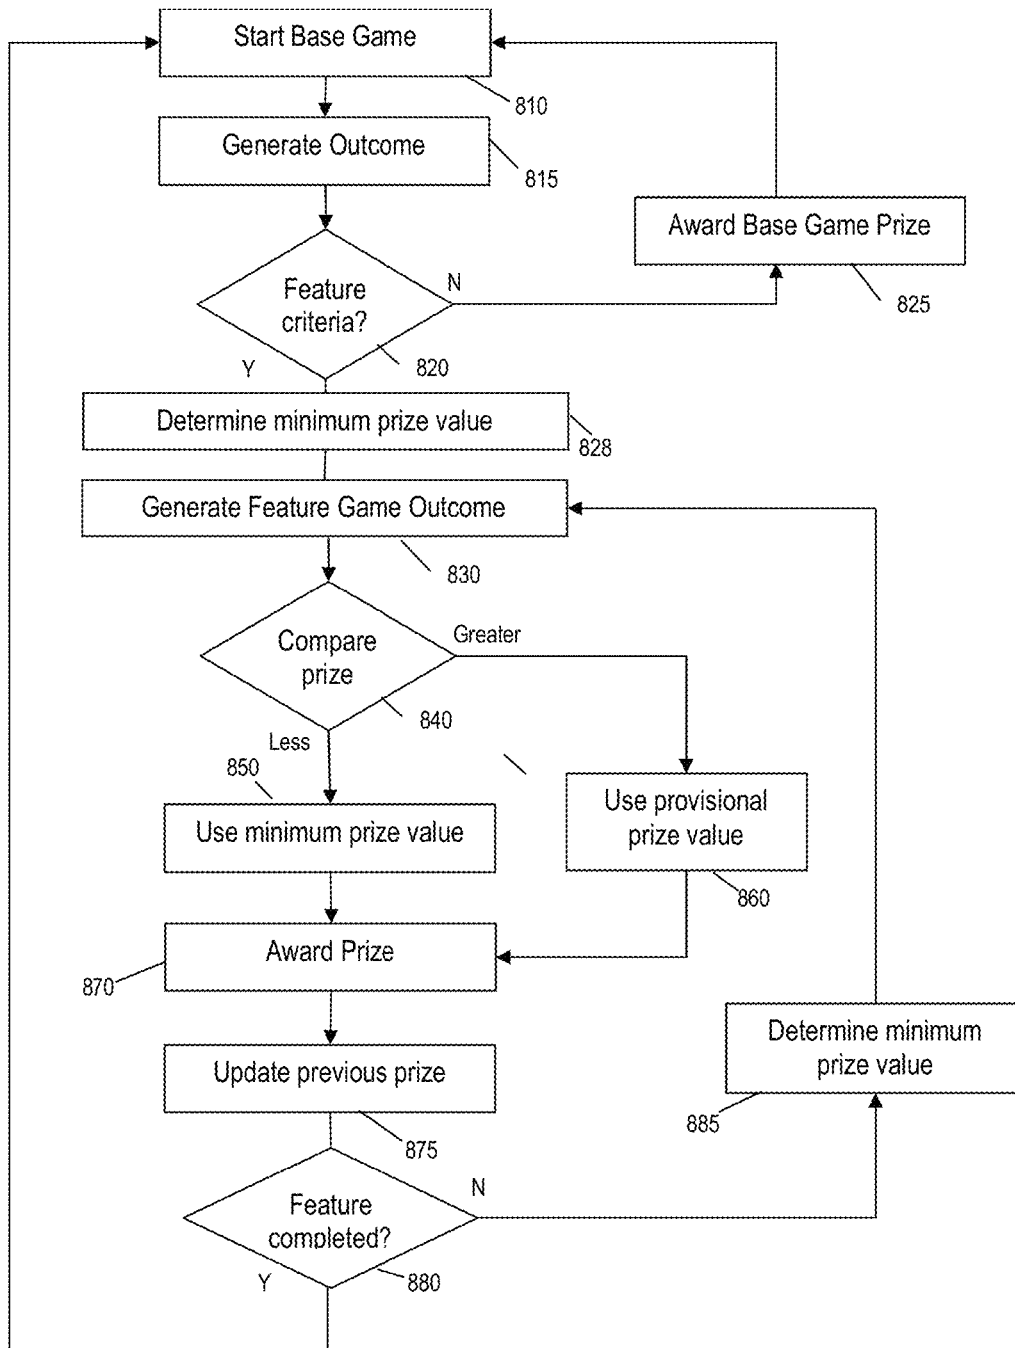 Start Base Game
810
Generate Outcome
815
Award Base Game Prize
825
Feature
criteria?
N
820
Y
Determine minimum prize value
828
Generate Feature Game Outcome
830
Compare
prize
Greater
840
Less
850
Use minimum prize value
Use provisional
prize value
860
Award Prize
870
Determine minimum
prize value
885
Update previous prize
875
Feature
completed?
N
880
Y